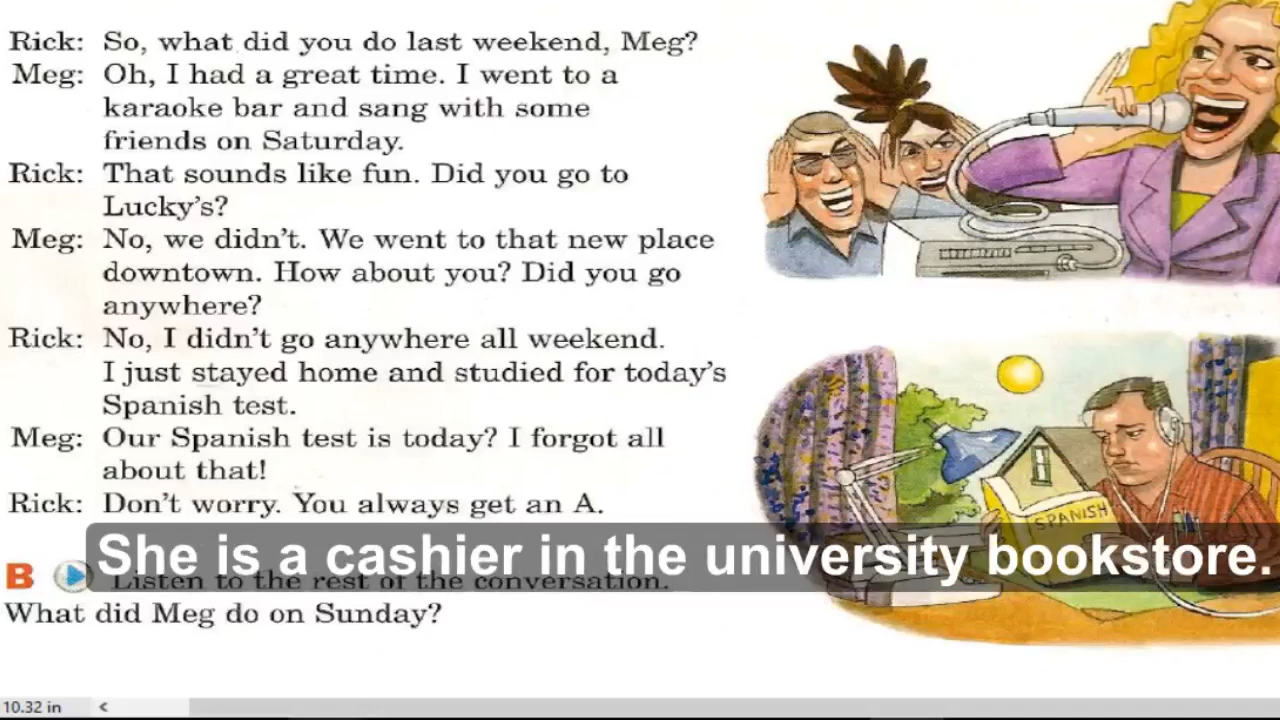 Rick: So, what did you do last weekend, Meg?
Meg: Oh, I had a great time. I went to a
karaoke bar and sang with some
friends on Saturday.
Rick: That sounds like fun. Did you go to
Lucky's?
Meg: No, we didn't. We went to that new place
downtown. How about you? Did you go
anywhere?
Rick: No, I didn't go anywhere all weekend.
I just stayed home and studied for today's
Spanish test.
Meg: Our Spanish test is today? I forgot all
about that!
Rick: Don't worry. You always get an A.
SPANISH
She is a cashier in the university bookstore.
B Listen to the rest of the conversation.
What did Meg do on Sunday?
10.32 in <